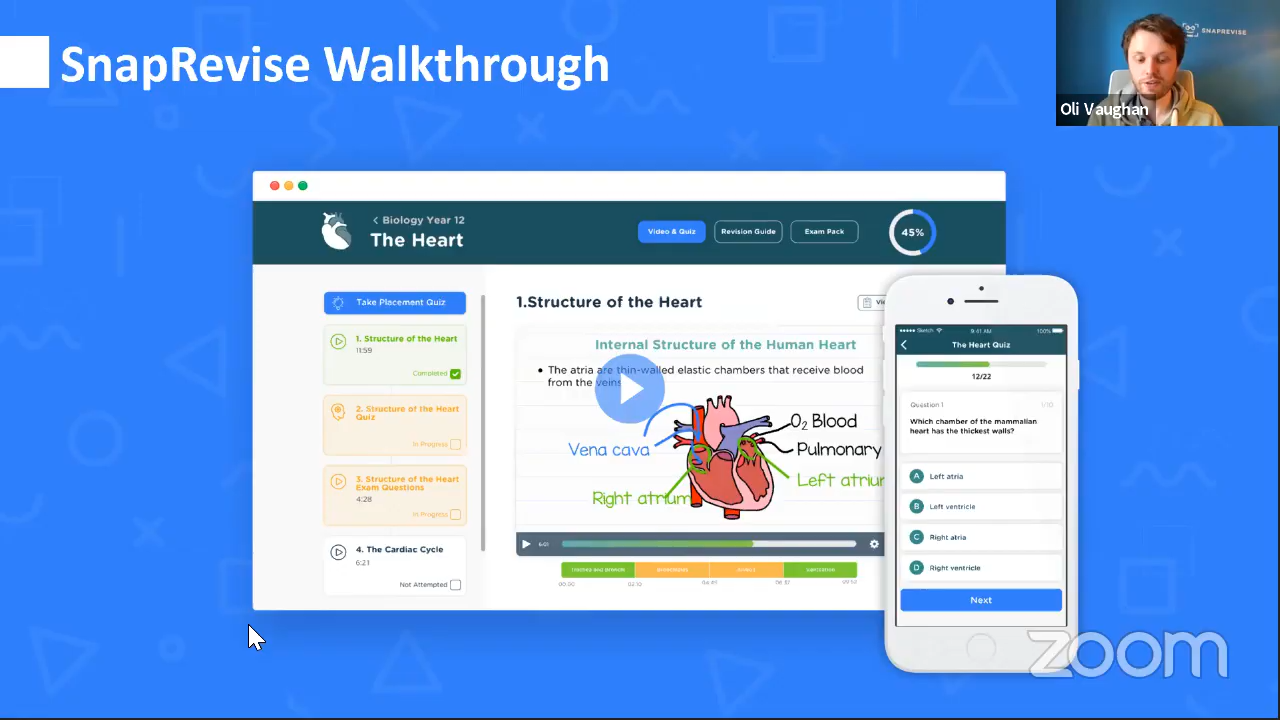 SnapRevise Walkthrough
SNAPREVISE
Oli Vaughan
< Biology Year 12
The Heart
Video & Quiz
Revision Guide
Exam Pack
45%
Take Placement Quiz
1. Structure of the Heart
11:59
Completed
2. Structure of the Heart
Quiz
In Progress
3. Structure of the Heart
Exam Questions
4:28
In Progress
4. The Cardiac Cycle
6:21
Not Attempted
1.Structure of the Heart
Internal Structure of the Human Heart
• The atria are thin-walled elastic chambers that receive blood
from the veins
O₂ Blood
Vena cava
Pulmonary
Left atrium
Right atrium
6:01
Sketch
9:41 AM
100%
The Heart Quiz
12/22
Question 1
1/10
Which chamber of the mammalian
heart has the thickest walls?
A Left atria
B Left ventricle
C Right atria
D Right ventricle
Next
zoom